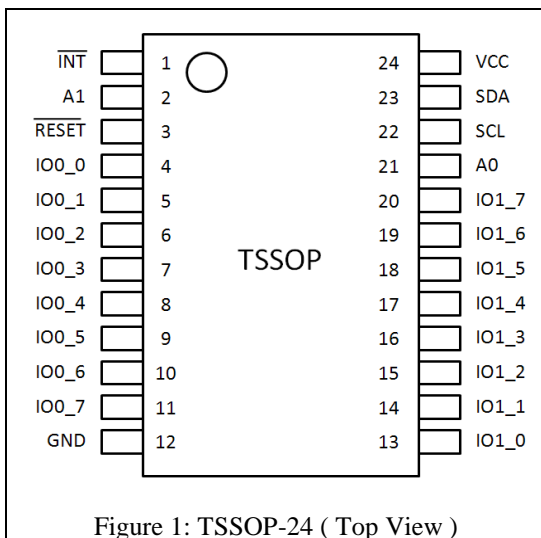 INT 1 24 VCC
A1 2 23 SDA
RESET 3 22 SCL
IO0_0 4 21 A0
IO0_1 5 20 IO1_7
IO0_2 6 19 IO1_6
IO0_3 7 TSSOP 18 IO1_5
IO0_4 8 17 IO1_4
IO0_5 9 16 IO1_3
IO0_6 10 15 IO1_2
IO0_7 11 14 IO1_1
GND 12 13 IO1_0
Figure 1: TSSOP-24 ( Top View )